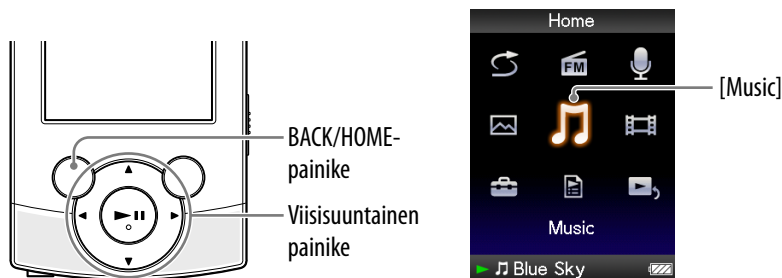 BACK/HOME-
painike
Viisisuuntainen
painike
Home
FM
[Music]
Music
Blue Sky